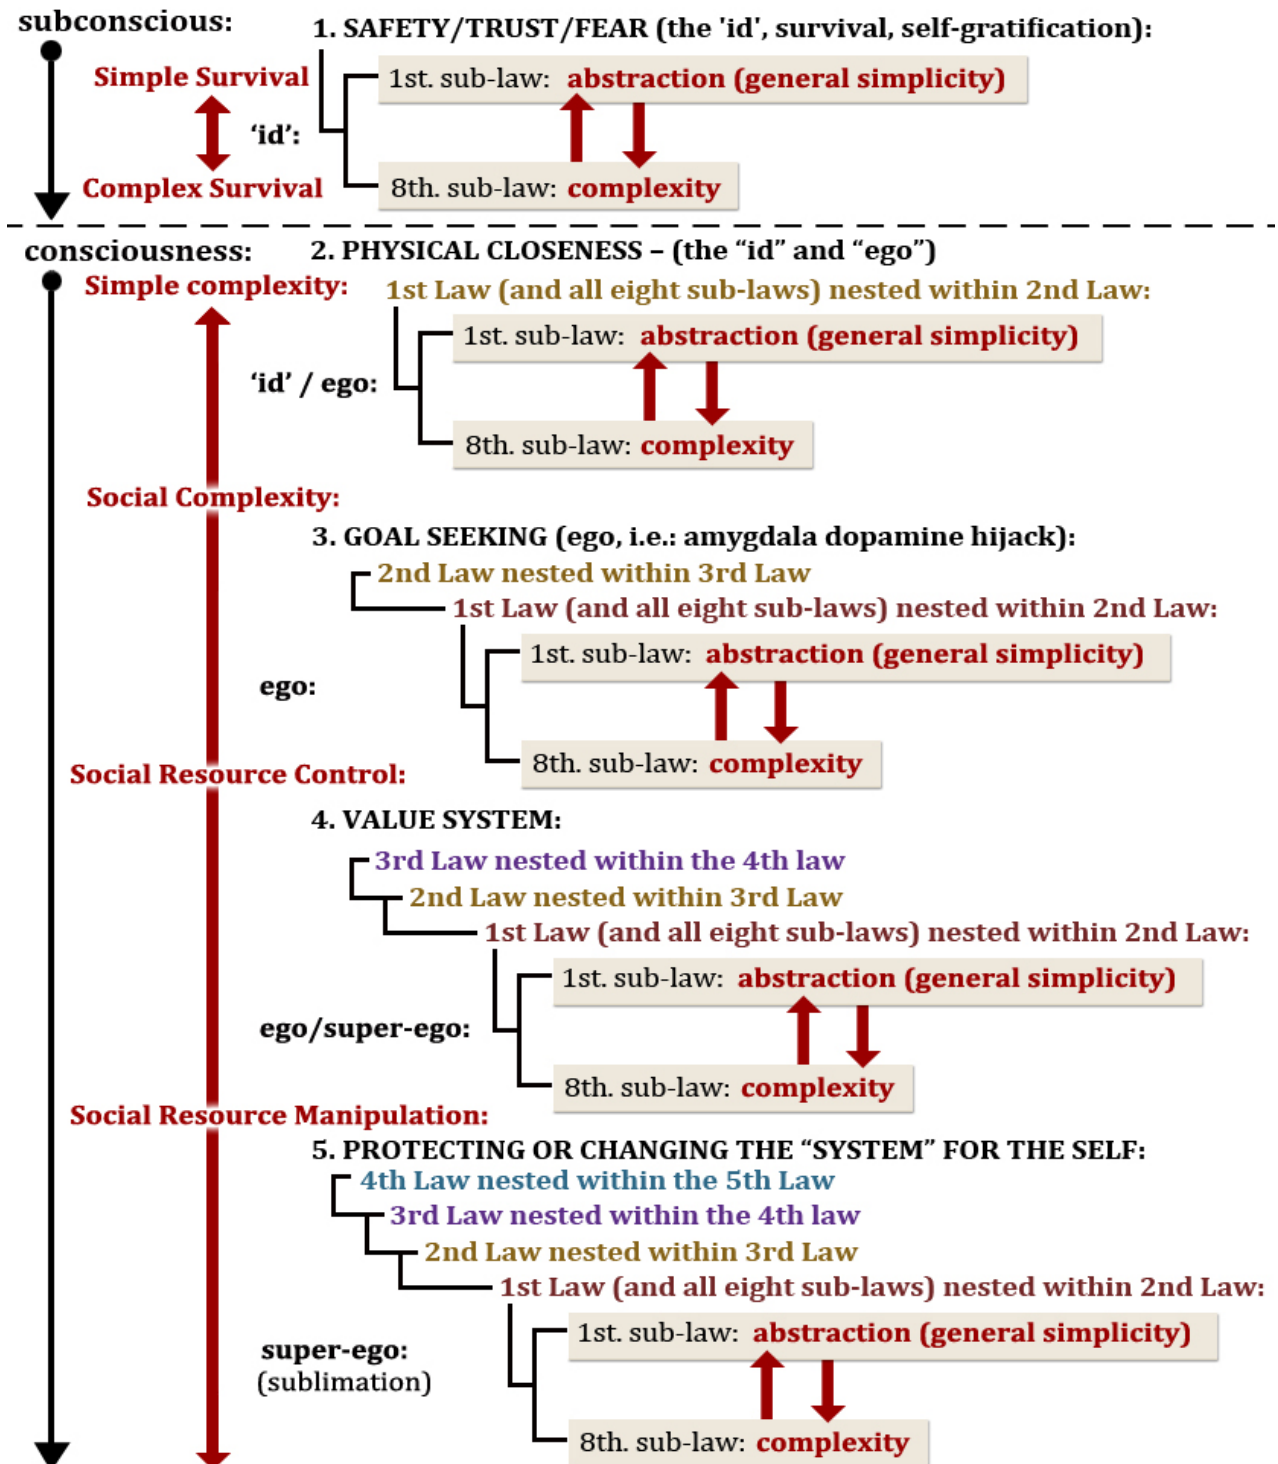 subconscious:
1. SAFETY/TRUST/FEAR (the 'id', survival, self-gratification):
Simple Survival
1st. sub-law: abstraction (general simplicity)
‘id’:
Complex Survival
8th. sub-law: complexity
consciousness:
2. PHYSICAL CLOSENESS – (the “id” and “ego”)
Simple complexity:
1st Law (and all eight sub-laws) nested within 2nd Law:
1st. sub-law: abstraction (general simplicity)
‘id’ / ego:
8th. sub-law: complexity
Social Complexity:
3. GOAL SEEKING (ego, i.e.: amygdala dopamine hijack):
2nd Law nested within 3rd Law
1st Law (and all eight sub-laws) nested within 2nd Law:
1st. sub-law: abstraction (general simplicity)
ego:
8th. sub-law: complexity
Social Resource Control:
4. VALUE SYSTEM:
3rd Law nested within the 4th law
2nd Law nested within 3rd Law
1st Law (and all eight sub-laws) nested within 2nd Law:
1st. sub-law: abstraction (general simplicity)
ego/super-ego:
8th. sub-law: complexity
Social Resource Manipulation:
5. PROTECTING OR CHANGING THE “SYSTEM” FOR THE SELF:
4th Law nested within the 5th Law
3rd Law nested within the 4th law
2nd Law nested within 3rd Law
1st Law (and all eight sub-laws) nested within 2nd Law:
1st. sub-law: abstraction (general simplicity)
super-ego:
(sublimation)
8th. sub-law: complexity